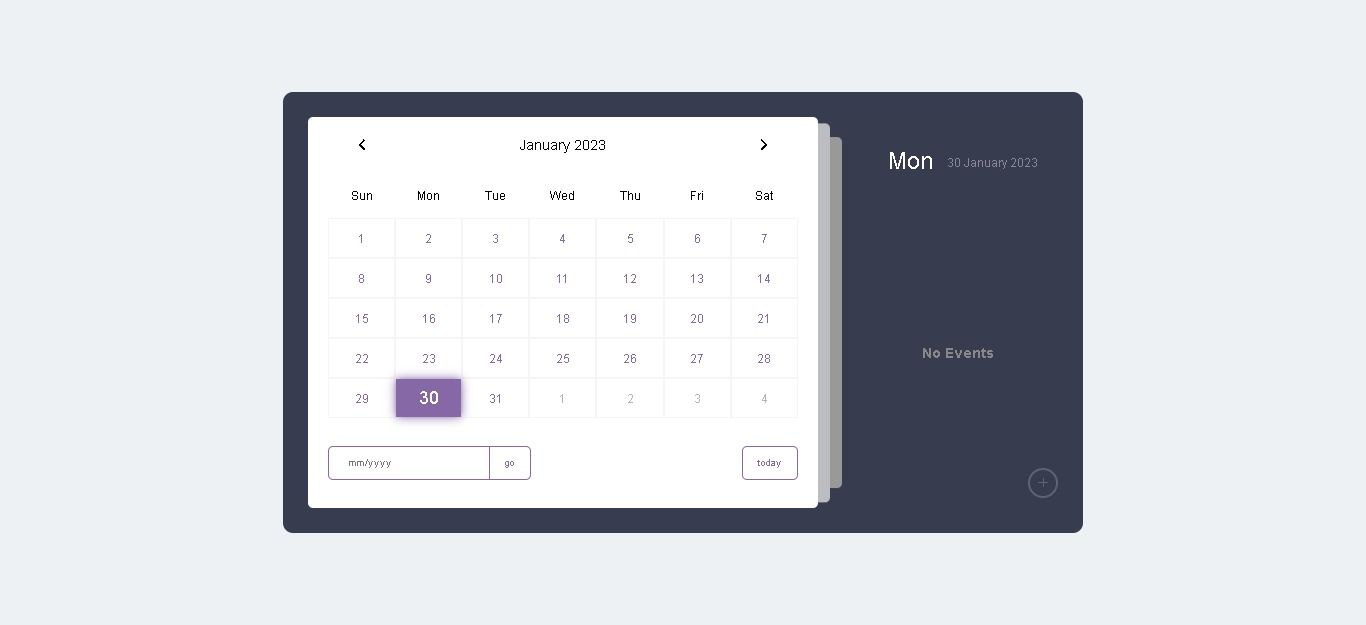 January 2023
Sun Mon Tue Wed Thu Fri Sat
1 2 3 4 5 6 7
8 9 10 11 12 13 14
15 16 17 18 19 20 21
22 23 24 25 26 27 28
29 30 31 1 2 3 4
mm/yyyy go today
Mon 30 January 2023
No Events
+